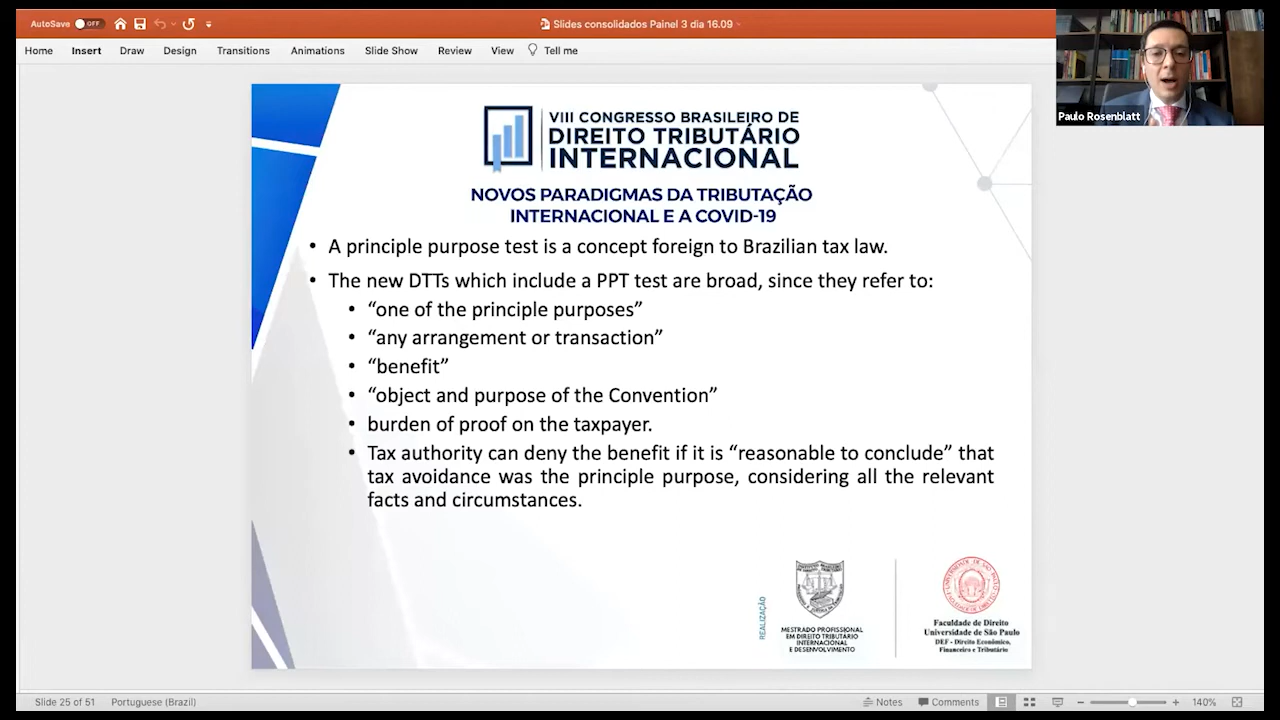 AutoSave OFF
Slides consolidados Painel 3 dia 16.09
Home Insert Draw Design Transitions Animations Slide Show Review View Tell me
Paulo Rosenblatt
VIII CONGRESSO BRASILEIRO DE
DIREITO TRIBUTÁRIO
INTERNACIONAL
NOVOS PARADIGMAS DA TRIBUTAÇÃO
INTERNACIONAL E A COVID-19
• A principle purpose test is a concept foreign to Brazilian tax law.
• The new DTTs which include a PPT test are broad, since they refer to:
• “one of the principle purposes”
• “any arrangement or transaction”
• “benefit”
• “object and purpose of the Convention”
• burden of proof on the taxpayer.
• Tax authority can deny the benefit if it is “reasonable to conclude” that
tax avoidance was the principle purpose, considering all the relevant
facts and circumstances.
REALIZAÇÃO
MESTRADO PROFISSIONAL
EM DIREITO TRIBUTÁRIO
INTERNACIONAL
E DESENVOLVIMENTO
Faculdade de Direito
Universidade de São Paulo
DEF - Direito Econômico,
Financeiro e Tributário
Slide 25 of 51 Portuguese (Brazil) Notes Comments 140%